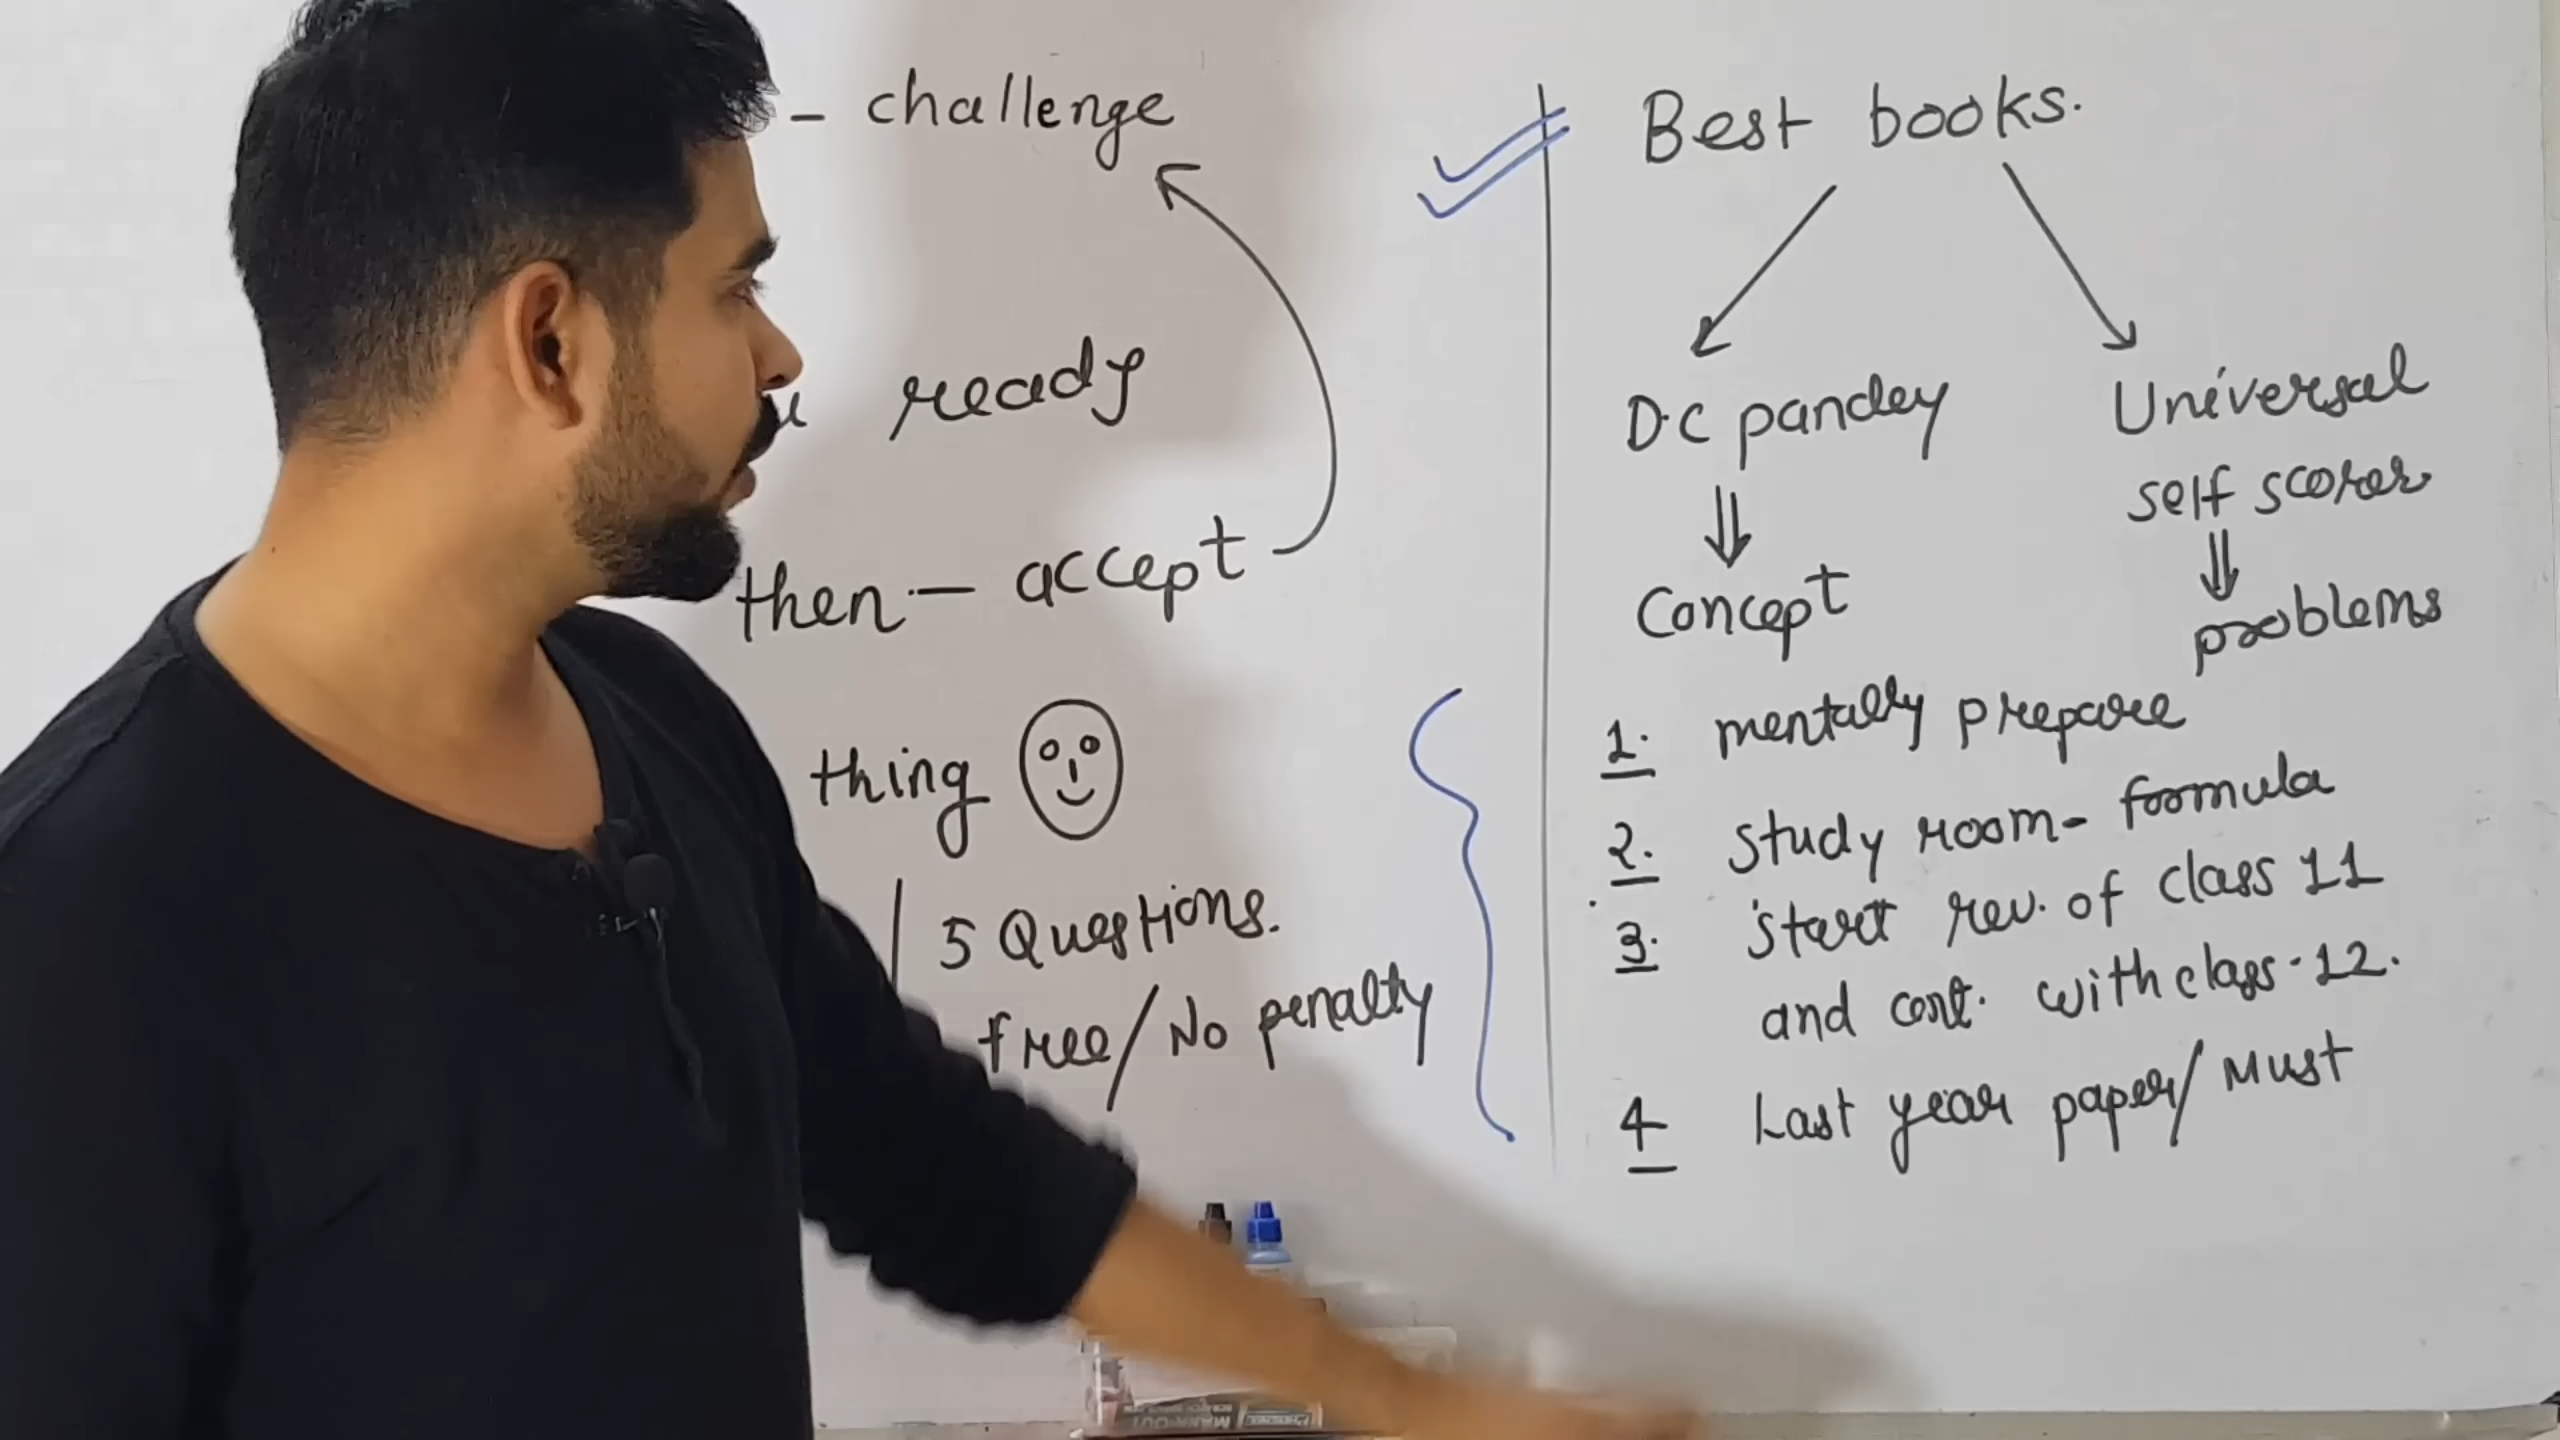 - challenge
ready
then - accept
thing
5 Questions.
free/No penalty
Best books.
D.C pandey
Concept
Universal
self scorer
problems
1. mentally prepare
2. study room - formula
3. start rev. of class 11
and cont. with class - 12.
4 Last year paper/Must